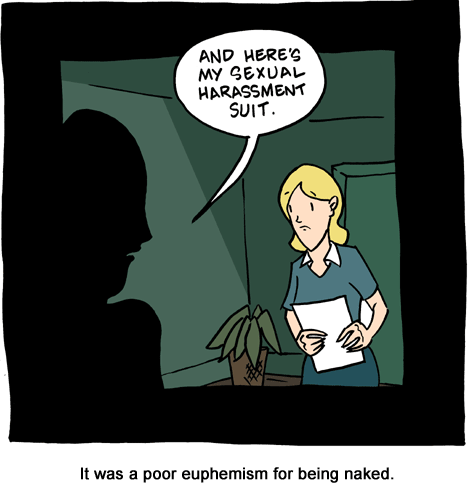 AND HERE'S
MY SEXUAL
HARASSMENT
SUIT.
It was a poor euphemism for being naked.